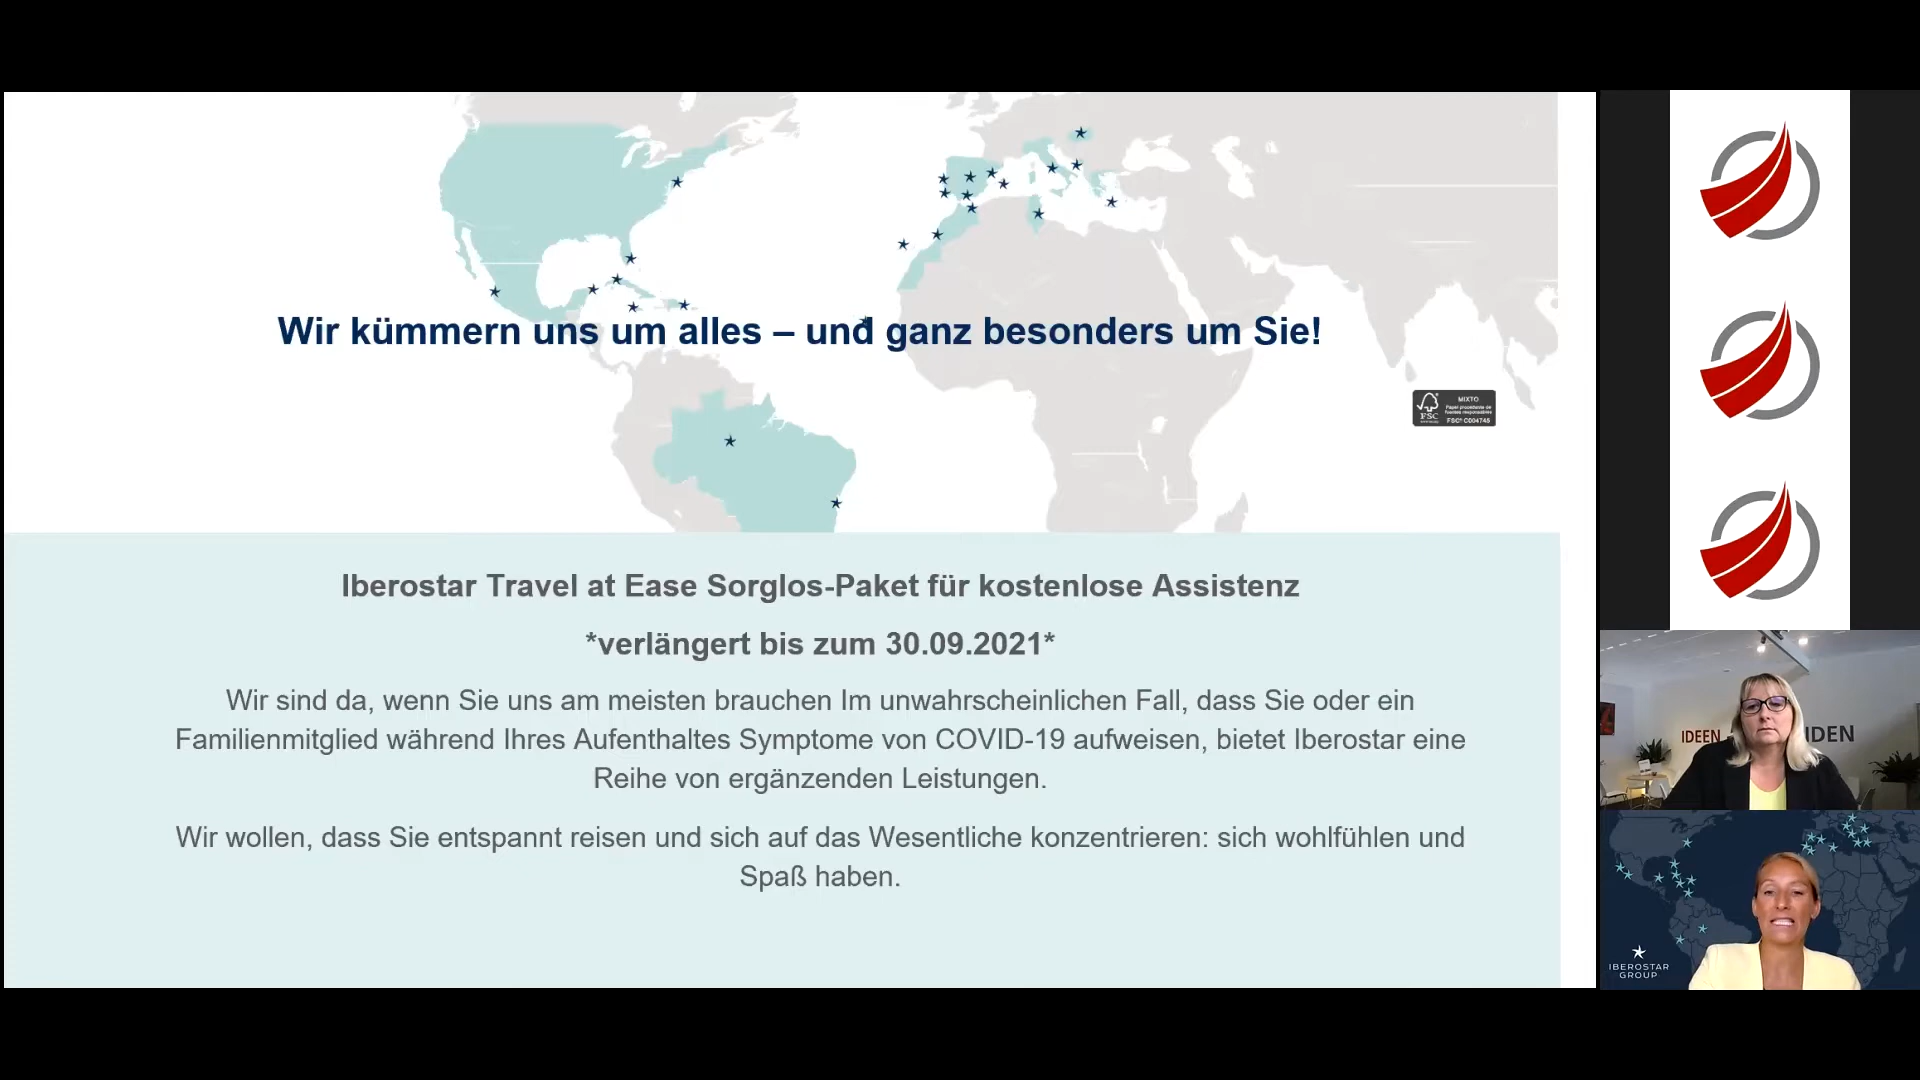 Wir kümmern uns um alles – und ganz besonders um Sie!
MIXTO
FSC
FSC® C004745
Iberostar Travel at Ease Sorglos-Paket für kostenlose Assistenz
*verlängert bis zum 30.09.2021*
Wir sind da, wenn Sie uns am meisten brauchen Im unwahrscheinlichen Fall, dass Sie oder ein
Familienmitglied während Ihres Aufenthaltes Symptome von COVID-19 aufweisen, bietet Iberostar eine
Reihe von ergänzenden Leistungen.
Wir wollen, dass Sie entspannt reisen und sich auf das Wesentliche konzentrieren: sich wohlfühlen und
Spaß haben.
IDEEN
IBEROSTAR
GROUP